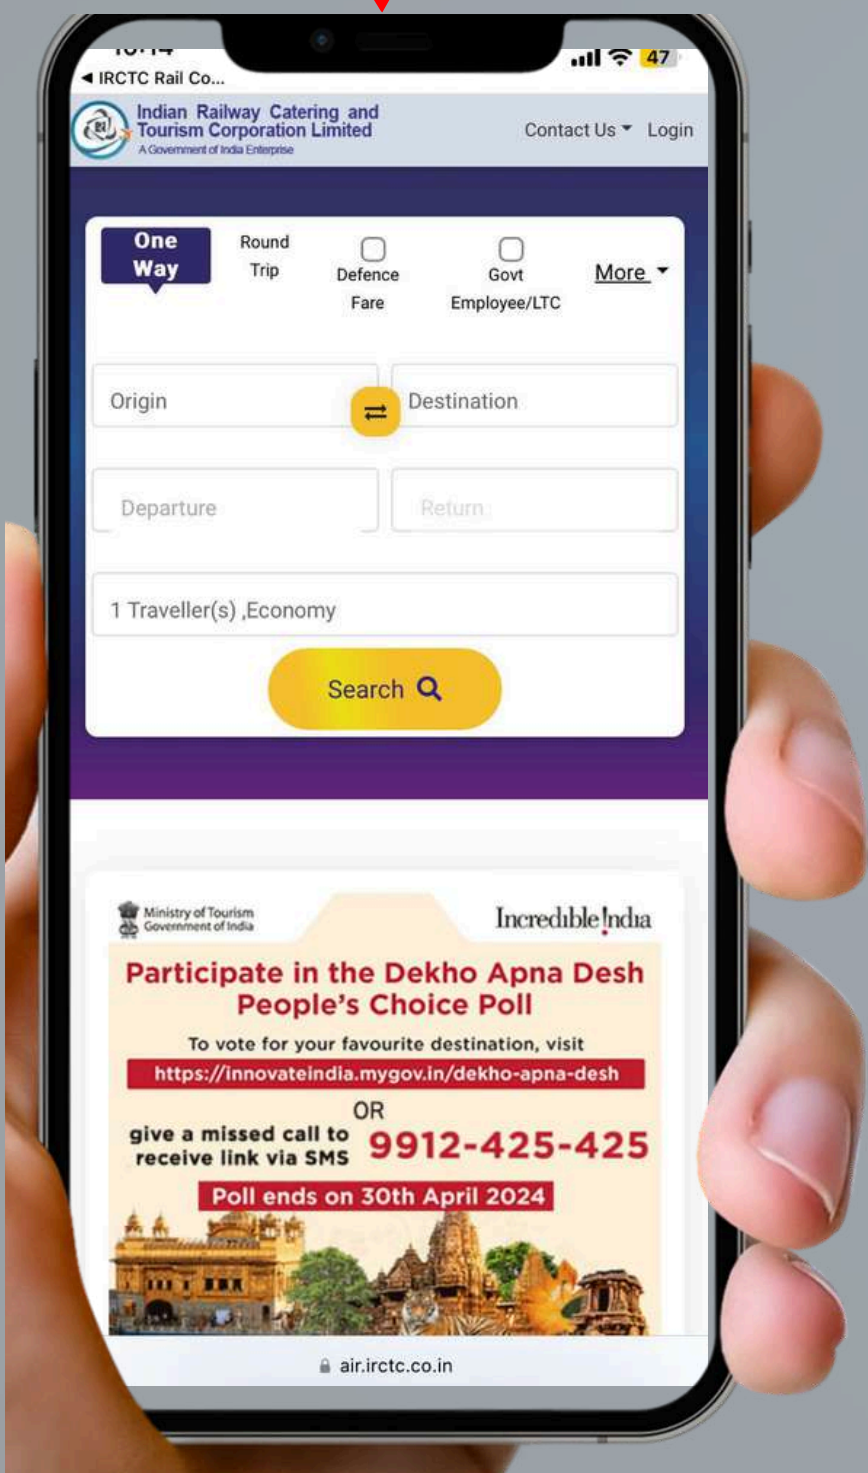 ◄ IRCTC Rail Co...
47
Indian Railway Catering and
Tourism Corporation Limited
A Government of India Enterprise
Contact Us
Login
One
Way
Round
Trip
Defence
Fare
Govt
Employee/LTC
More
Origin
Destination
Departure
Return
1 Traveller(s) ,Economy
Search
Ministry of Tourism
Government of India
Incredible !ndia
Participate in the Dekho Apna Desh
People's Choice Poll
To vote for your favourite destination, visit
https://innovateindia.mygov.in/dekho-apna-desh
OR
give a missed call to
receive link via SMS
9912-425-425
Poll ends on 30th April 2024
air.irctc.co.in